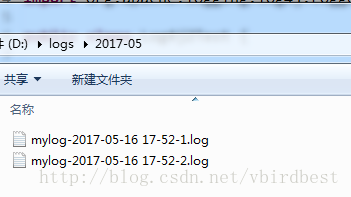 件 (D:) ▸ logs ▸ 2017-05
共享 ▼ 新建文件夹
名称
mylog-2017-05-16 17-52-1.log
mylog-2017-05-16 17-52-2.log
http://blog.csdn.net/vbirdbest